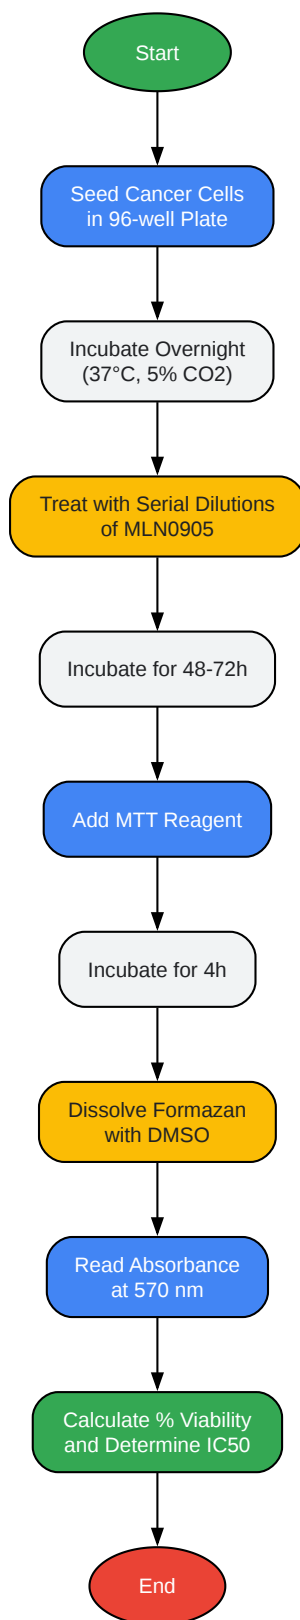 Start
Seed Cancer Cells
in 96-well Plate
Incubate Overnight
(37°C, 5% CO2)
Treat with Serial Dilutions
of MLN0905
Incubate for 48-72h
Add MTT Reagent
Incubate for 4h
Dissolve Formazan
with DMSO
Read Absorbance
at 570 nm
Calculate % Viability
and Determine IC50
End